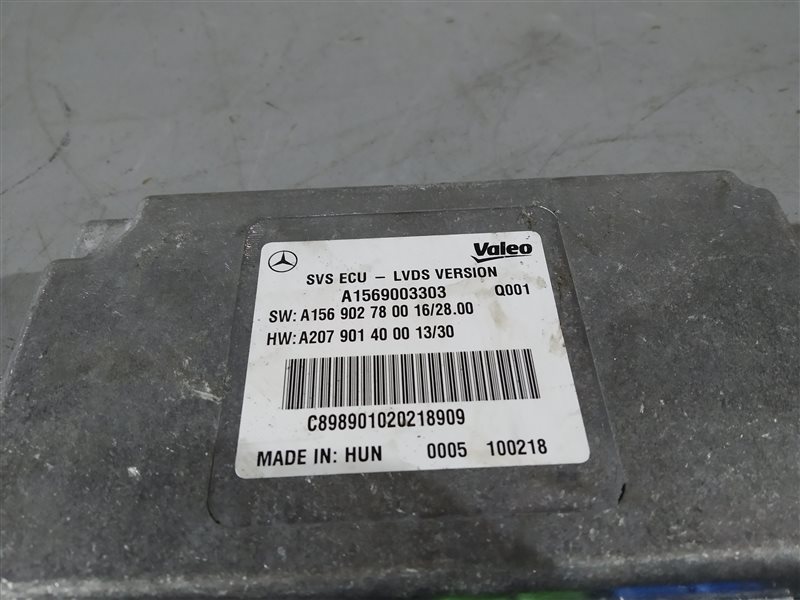 Valeo
SVS ECU – LVDS VERSION
A1569003303 Q001
SW: A156 902 78 00 16/28.00
HW: A207 901 40 00 13/30
C898901020218909
MADE IN: HUN 0005 100218